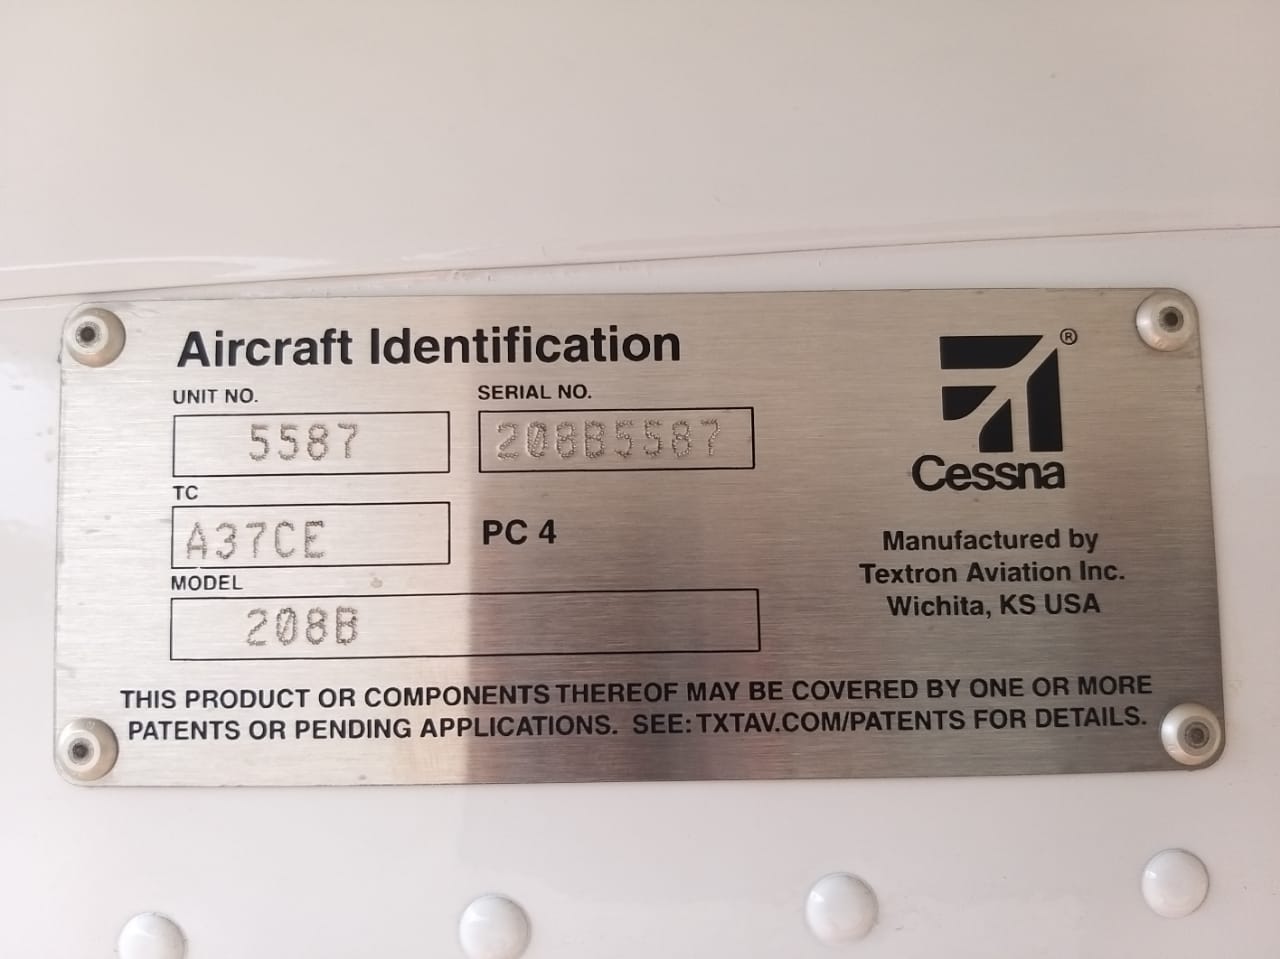 Aircraft Identification
UNIT NO. SERIAL NO.
5587 208B5587
TC
A37CE PC 4
MODEL
208B
®
Cessna
Manufactured by
Textron Aviation Inc.
Wichita, KS USA
THIS PRODUCT OR COMPONENTS THEREOF MAY BE COVERED BY ONE OR MORE
PATENTS OR PENDING APPLICATIONS. SEE: TXTAV.COM/PATENTS FOR DETAILS.